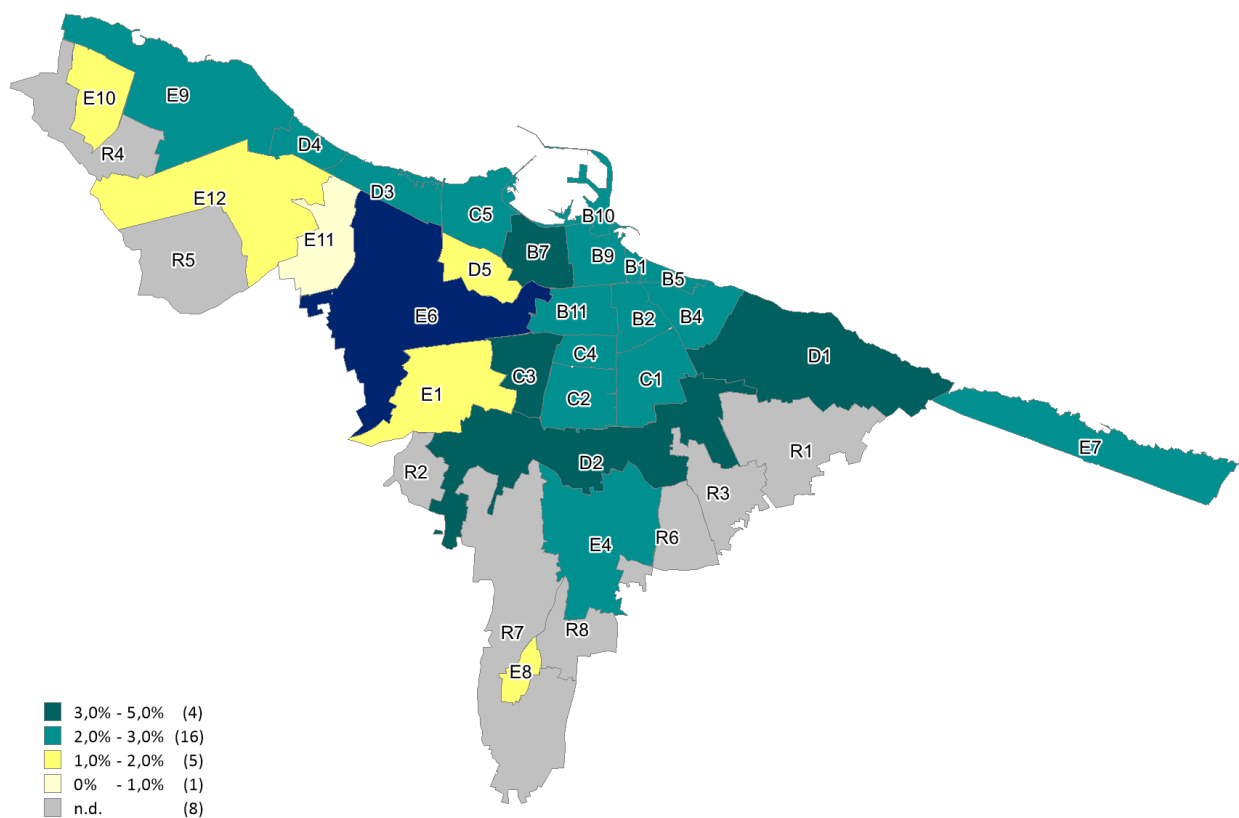 E10
E9
R4
D4
E12
D3
C5
B10
E11
R5
B7
B9
B1
D5
B5
E6
B11
B2
B4
C4
D1
C3
C1
E1
C2
E7
R1
D2
R2
R3
R6
E4
R7
R8
E8
3,0% - 5,0% (4)
2,0% - 3,0% (16)
1,0% - 2,0% (5)
0% - 1,0% (1)
n.d. (8)